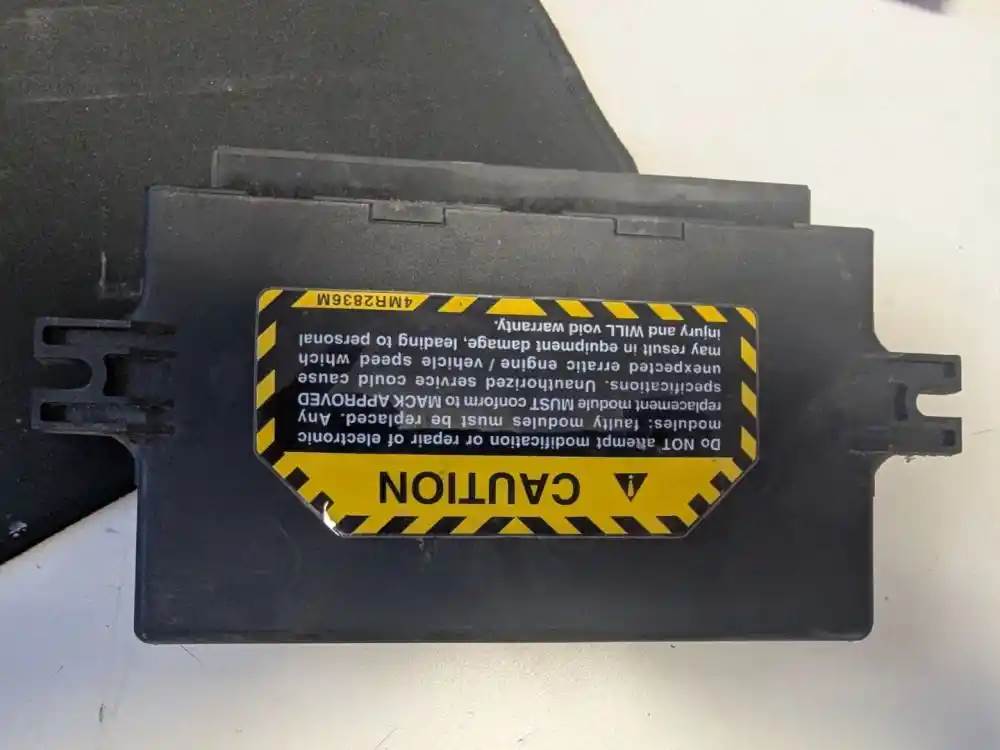 CAUTION
Do NOT attempt modification or repair of electronic
modules: faulty modules must be replaced. Any
replacement module MUST conform to MACK APPROVED
specifications. Unauthorized service could cause
unexpected erratic engine / vehicle speed which
may result in equipment damage, leading to personal
injury and WILL void warranty.
4MR2836M